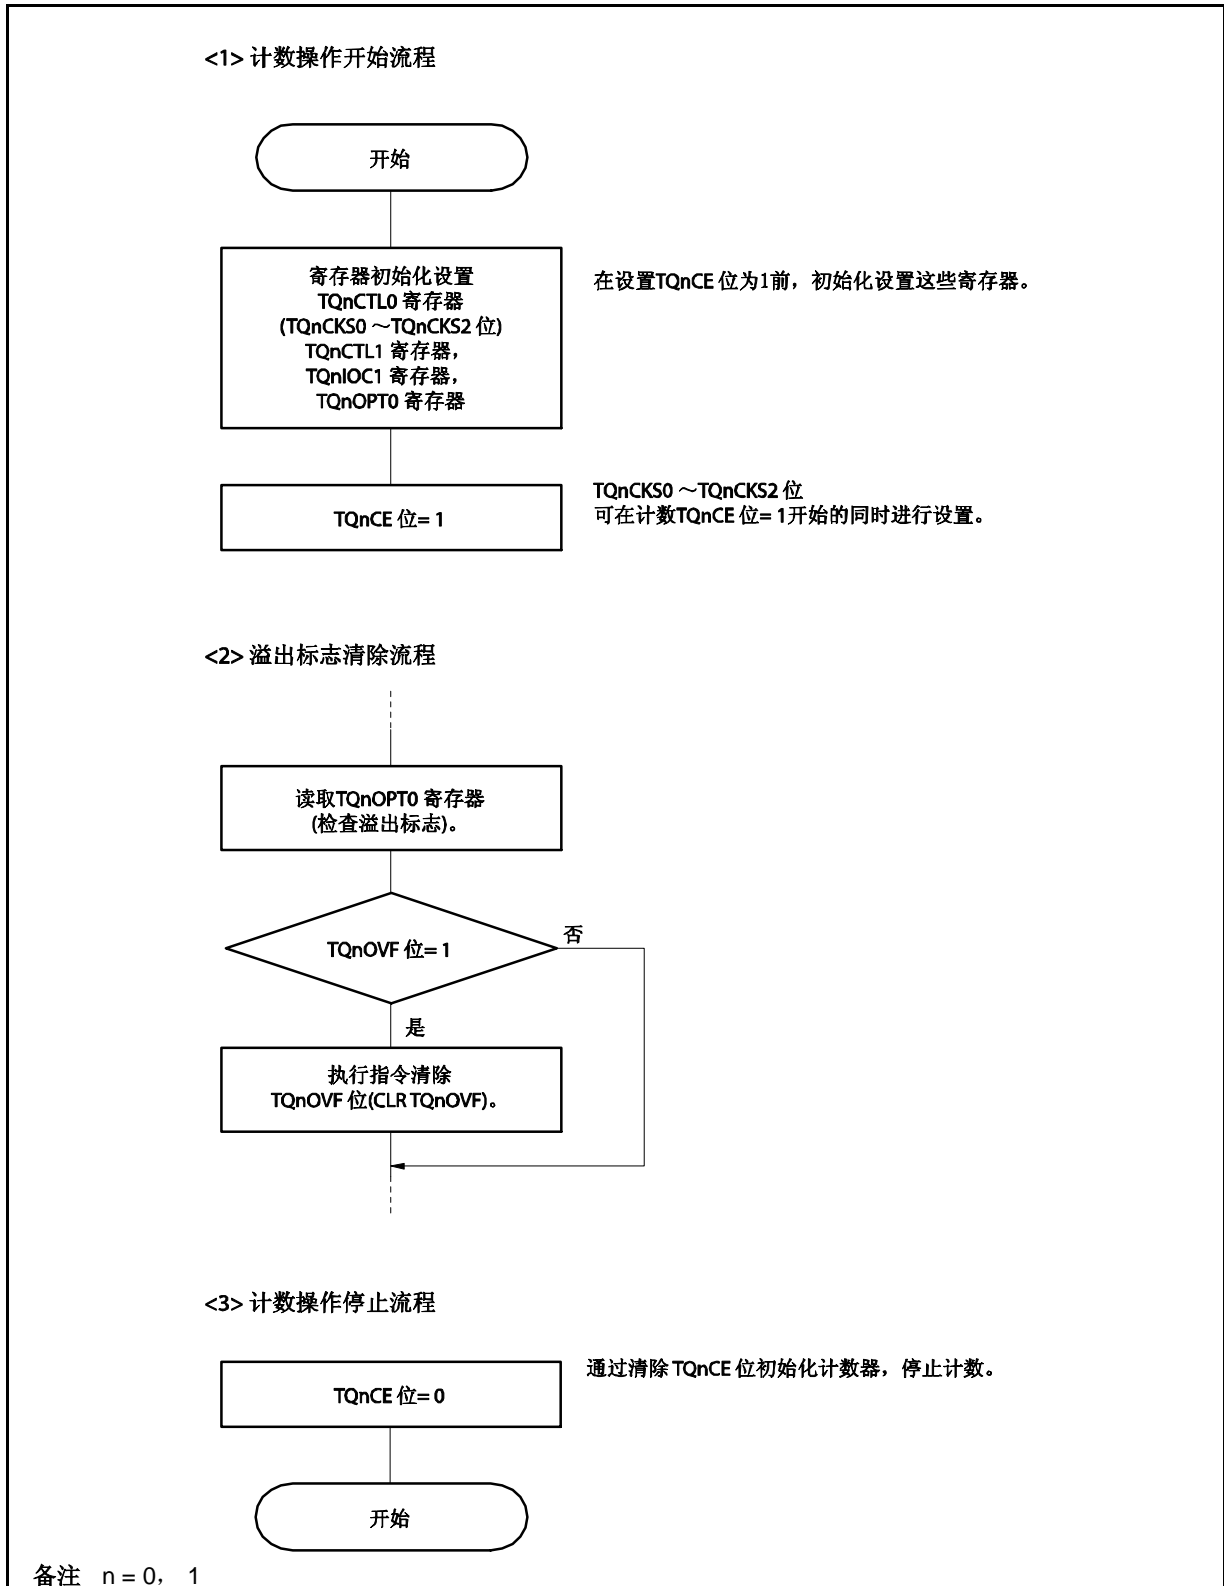 <1> 计数操作开始流程
开始
寄存器初始化设置
TQnCTL0 寄存器
(TQnCKS0 ～TQnCKS2 位)
TQnCTL1 寄存器，
TQnIOC1 寄存器，
TQnOPT0 寄存器
在设置TQnCE 位为1前，初始化设置这些寄存器。
TQnCE 位= 1
TQnCKS0 ～TQnCKS2 位
可在计数TQnCE 位= 1开始的同时进行设置。
<2> 溢出标志清除流程
读取TQnOPT0 寄存器
(检查溢出标志)。
TQnOVF 位= 1
否
是
执行指令清除
TQnOVF 位(CLR TQnOVF)。
<3> 计数操作停止流程
TQnCE 位= 0
通过清除 TQnCE 位初始化计数器，停止计数。
开始
备注 n = 0， 1